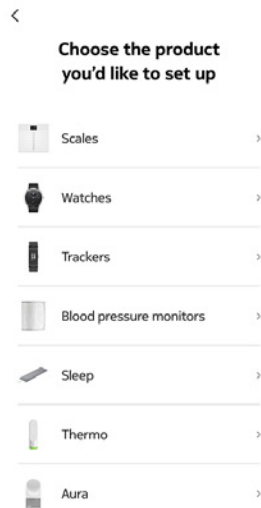 Choose the product
you'd like to set up
Scales
Watches
Trackers
Blood pressure monitors
Sleep
Thermo
Aura